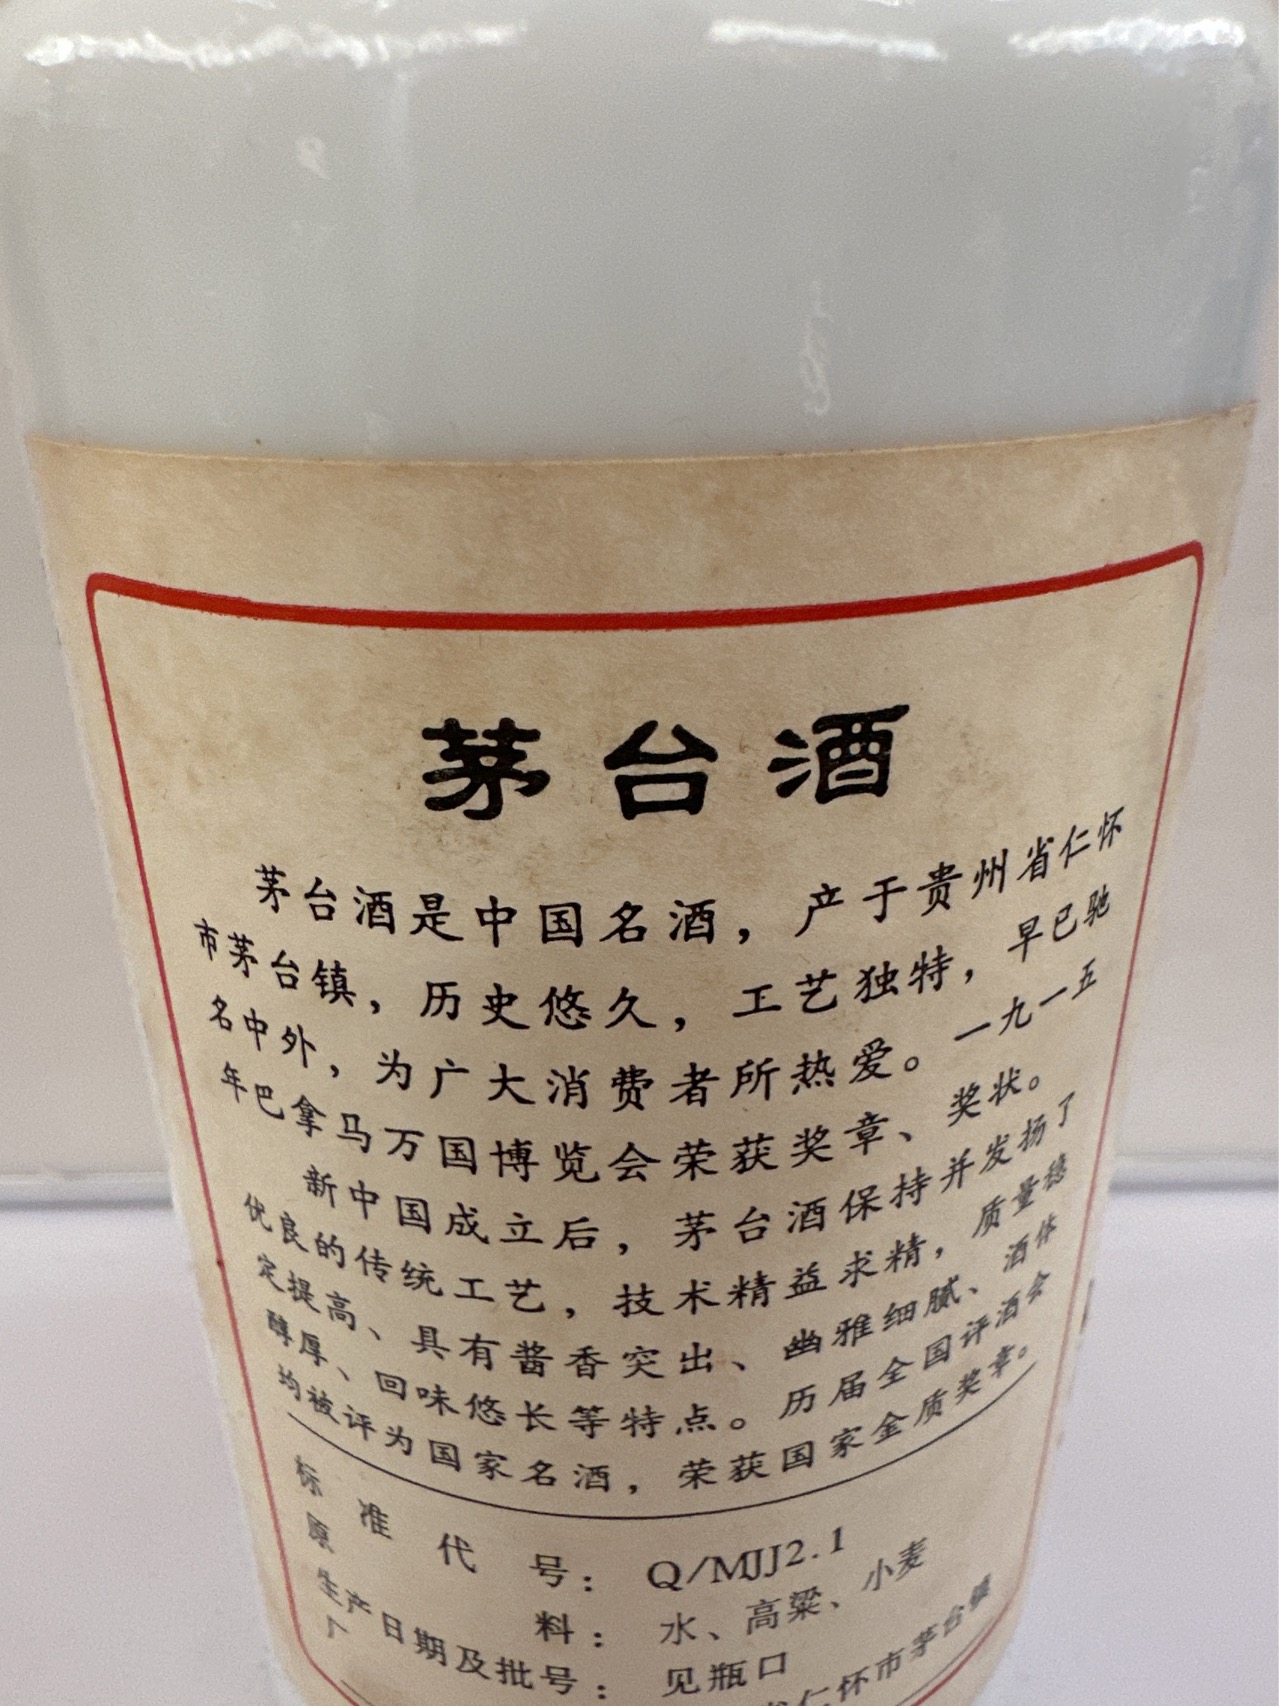 茅台酒
茅台酒是中国名酒，产于贵州省仁怀
市茅台镇，历史悠久，工艺独特，早已驰
名中外，为广大消费者所热爱。一九一五
年巴拿马万国博览会荣获奖章、奖状。
新中国成立后，茅台酒保持并发扬了
优良的传统工艺，技术精益求精，质量稳
定提高、具有酱香突出、幽雅细腻、酒体
醇厚、回味悠长等特点。历届全国评酒会
均被评为国家名酒，荣获国家金质奖章。
标准代号：Q/MJJ2.1
原料：水、高粱、小麦
生产日期及批号：见瓶口
厂 省仁怀市茅台镇